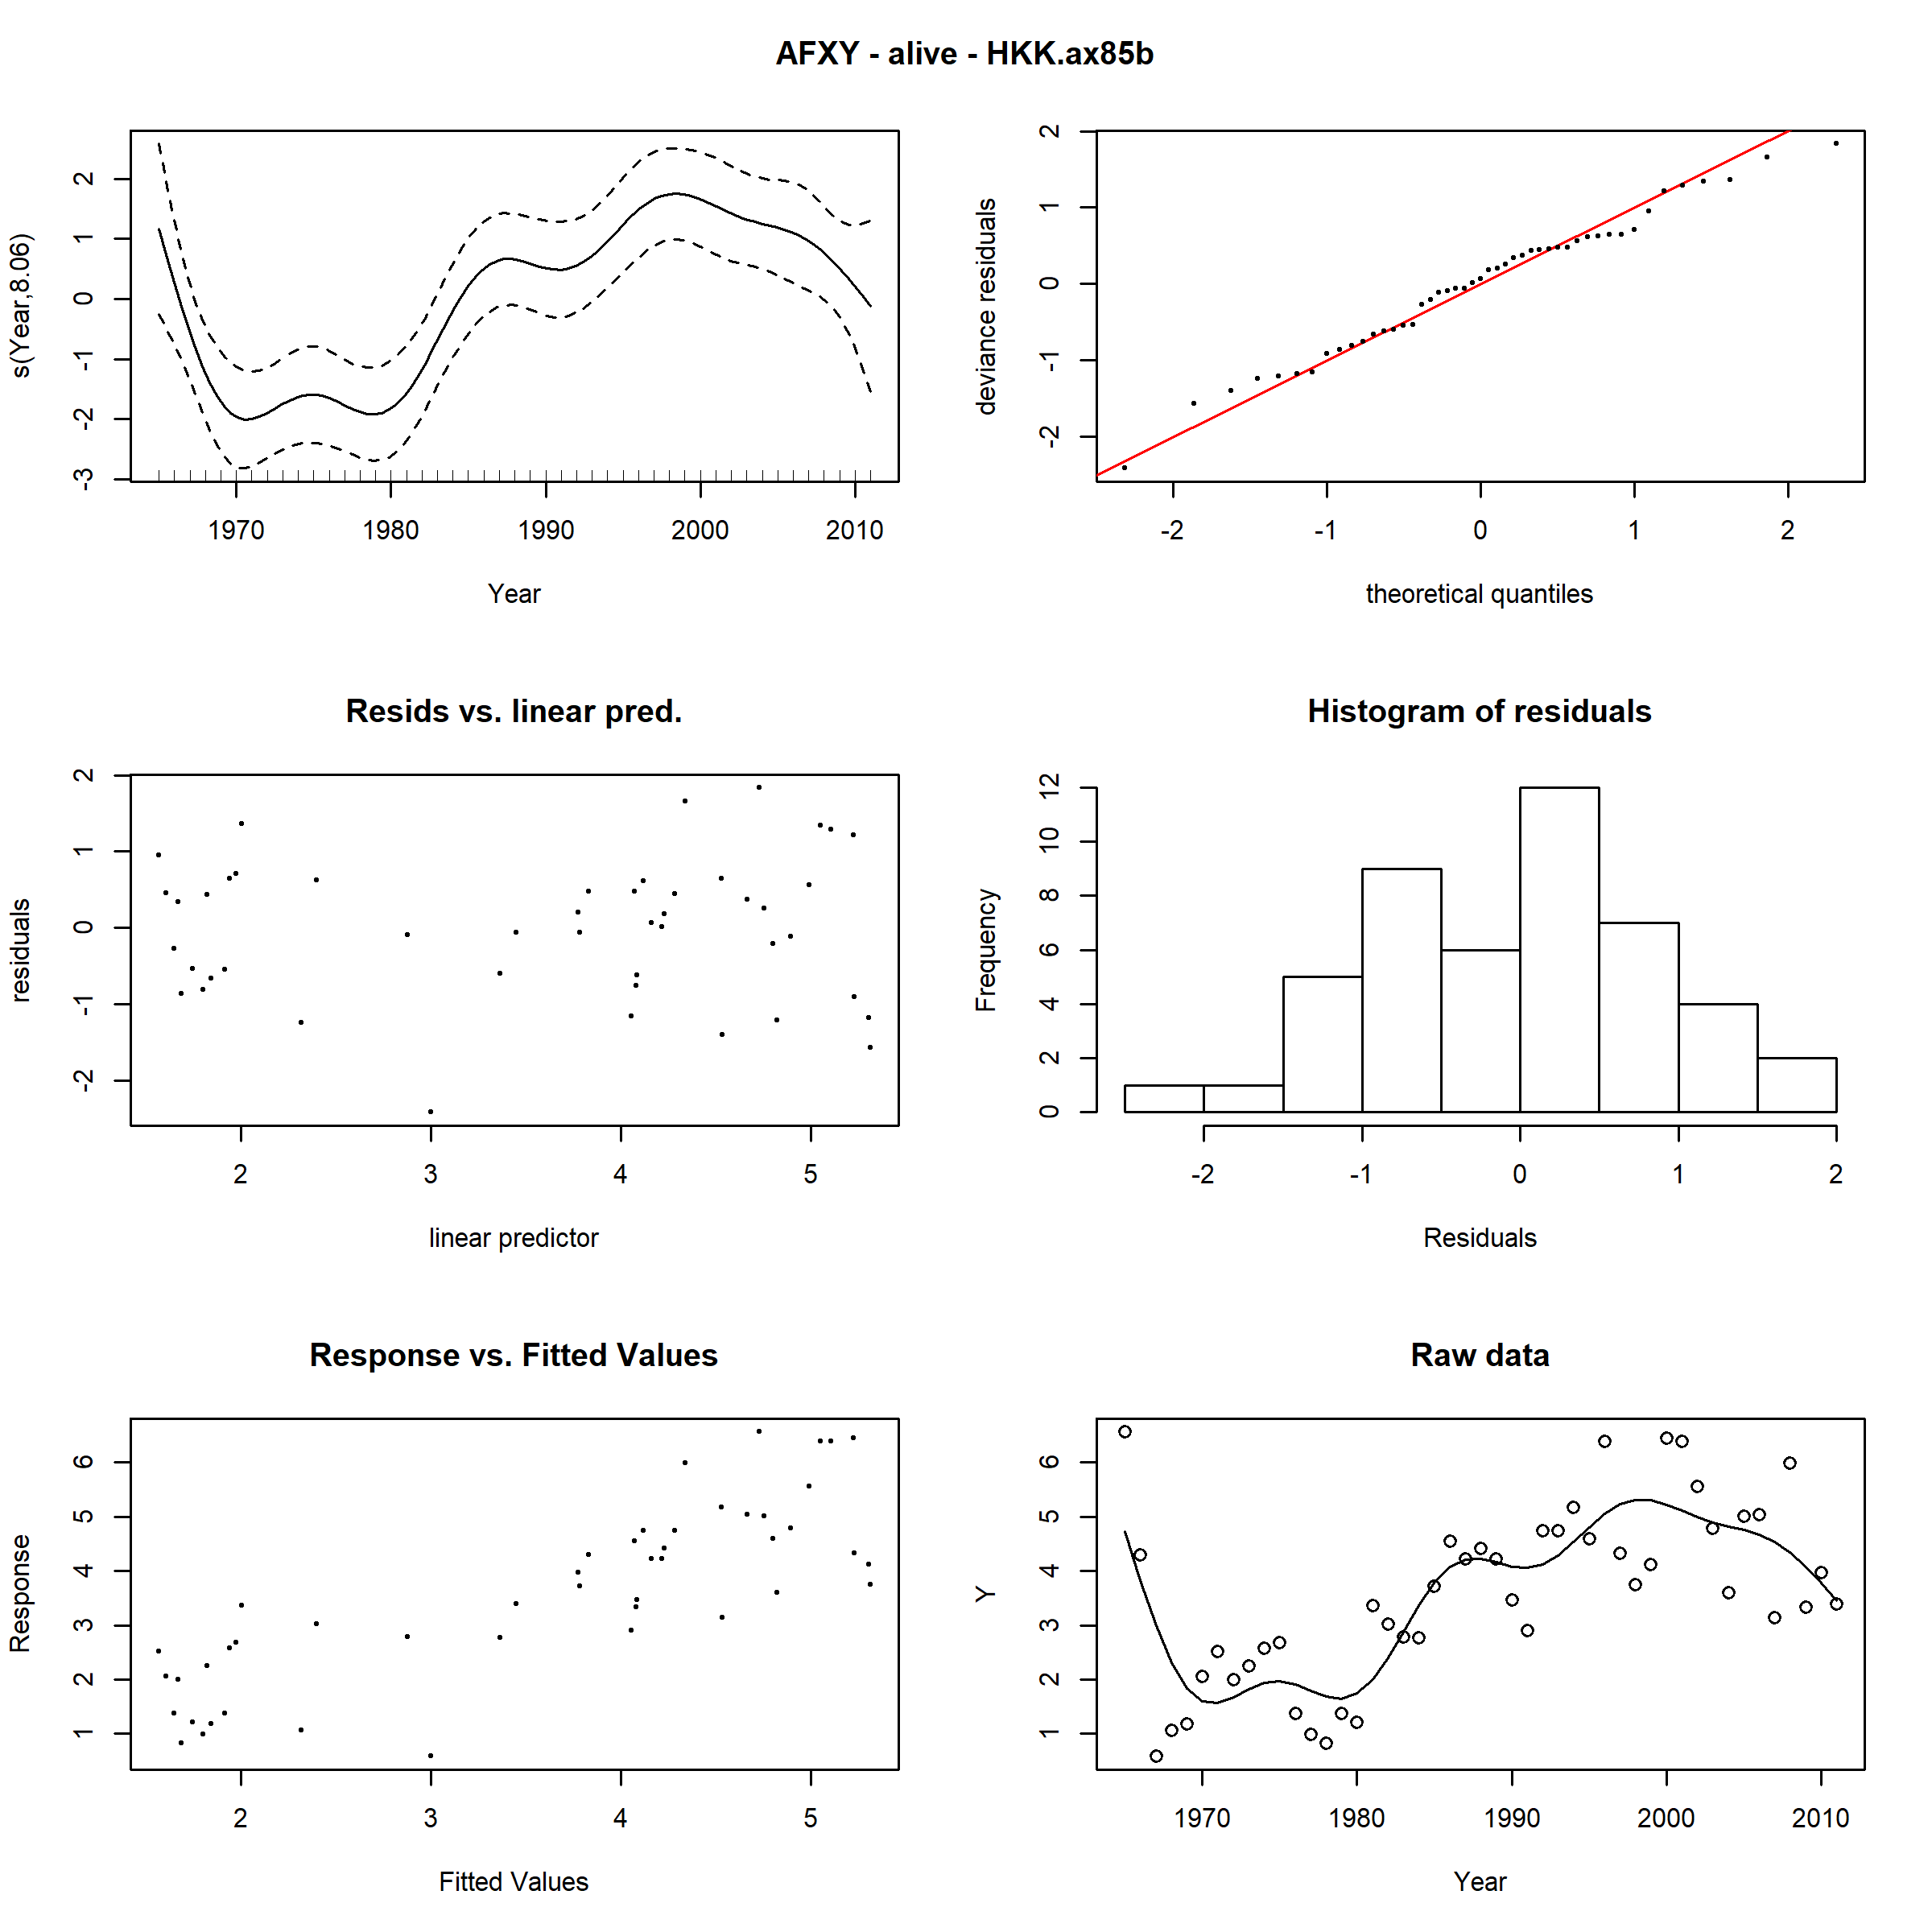 AFXY - alive - HKK.ax85b
s(Year,8.06)
2
1
0
-1
-2
-3
1970 1980 1990 2000 2010
Year
deviance residuals
2
1
0
-1
-2
-2 -1 0 1 2
theoretical quantiles
Resids vs. linear pred.
residuals
2
1
0
-1
-2
2 3 4 5
linear predictor
Histogram of residuals
Frequency
12
10
8
6
4
2
0
-2 -1 0 1 2
Residuals
Response vs. Fitted Values
Response
6
5
4
3
2
1
2 3 4 5
Fitted Values
Raw data
Y
6
5
4
3
2
1
1970 1980 1990 2000 2010
Year